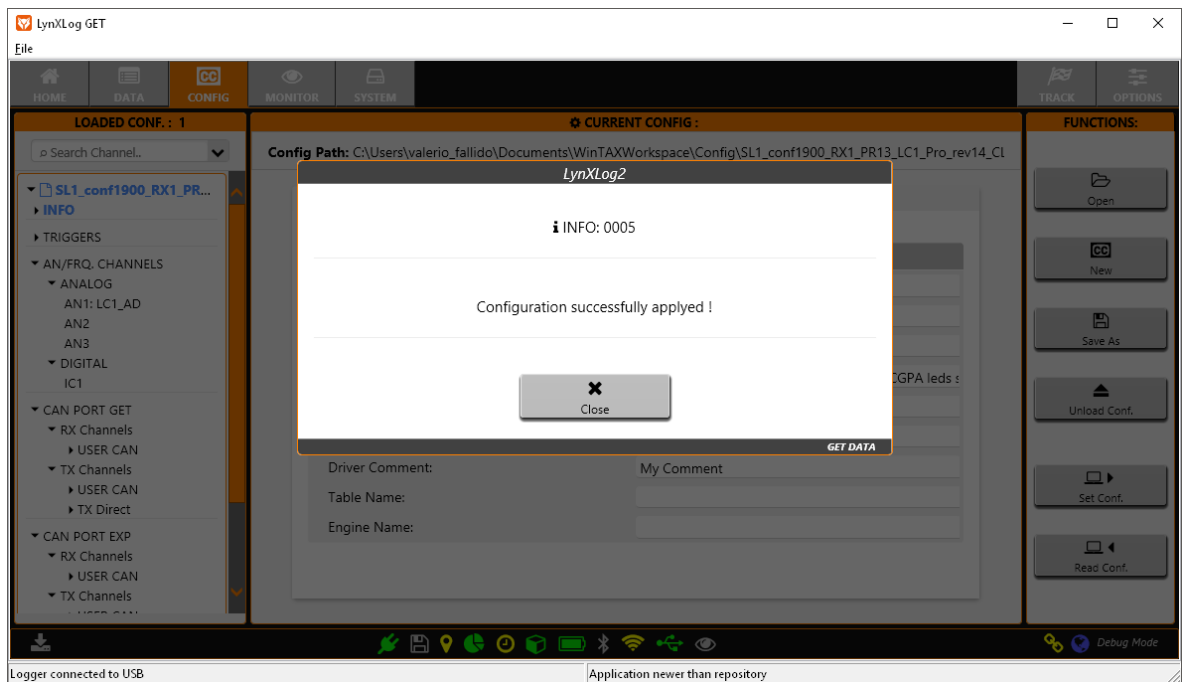 LynXLog GET
File
HOME DATA CONFIG MONITOR SYSTEM TRACK OPTIONS
LOADED CONF. : 1
Search Channel..
SL1_conf1900_RX1_PR...
INFO
TRIGGERS
AN/FRQ. CHANNELS
ANALOG
AN1: LC1_AD
AN2
AN3
DIGITAL
IC1
CAN PORT GET
RX Channels
USER CAN
TX Channels
USER CAN
TX Direct
CAN PORT EXP
RX Channels
USER CAN
TX Channels
USER CAN
CURRENT CONFIG :
Config Path: C:\Users\valerio_fallido\Documents\WinTAXWorkspace\Config\SL1_conf1900_RX1_PR13_LC1_Pro_rev14_CL
LynXLog2
INFO: 0005
Configuration successfully applyed !
Close
GET DATA
CGPA leds s
Driver Comment: My Comment
Table Name:
Engine Name:
FUNCTIONS:
Open
CC
New
Save As
Unload Conf.
Set Conf.
Read Conf.
Debug Mode
Logger connected to USB
Application newer than repository